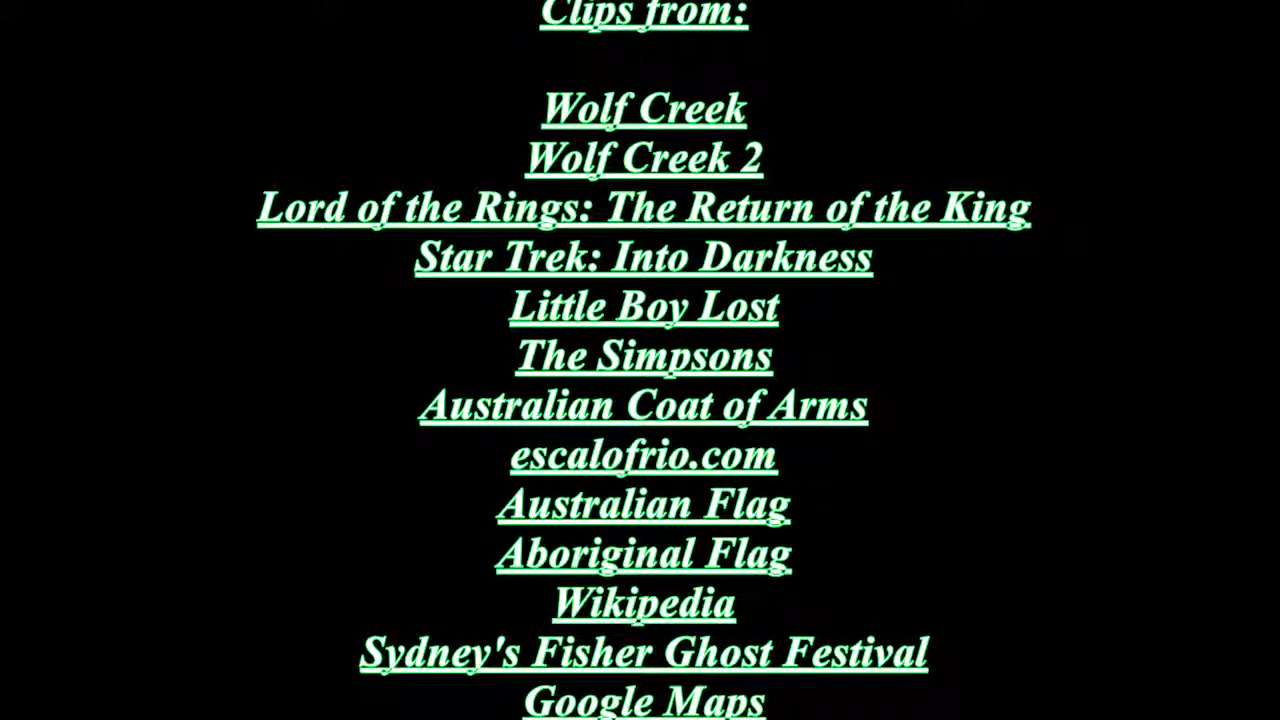 Clips from:
Wolf Creek
Wolf Creek 2
Lord of the Rings: The Return of the King
Star Trek: Into Darkness
Little Boy Lost
The Simpsons
Australian Coat of Arms
escalofrio.com
Australian Flag
Aboriginal Flag
Wikipedia
Sydney's Fisher Ghost Festival
Google Maps